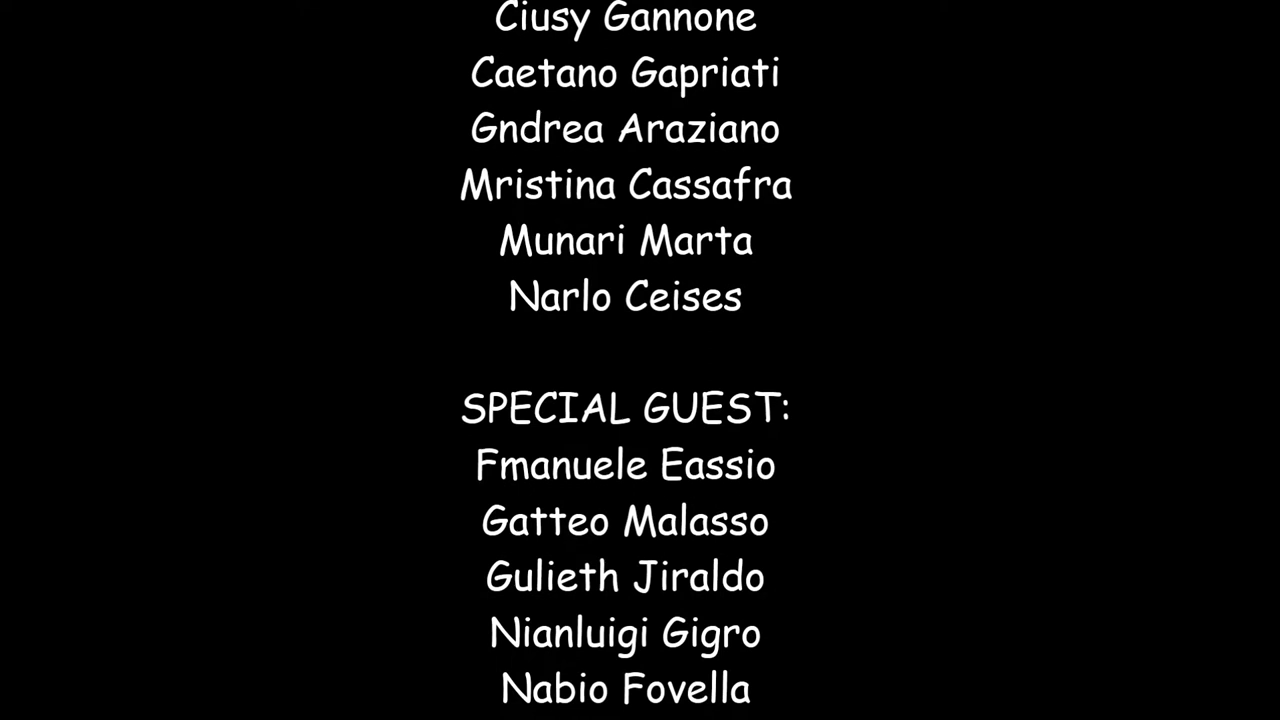 Ciusy Gannone
Caetano Gapriati
Gndrea Araziano
Mristina Cassafra
Munari Marta
Narlo Ceises
SPECIAL GUEST:
Fmanuele Eassio
Gatteo Malasso
Gulieth Jiraldo
Nianluigi Gigro
Nabio Fovella